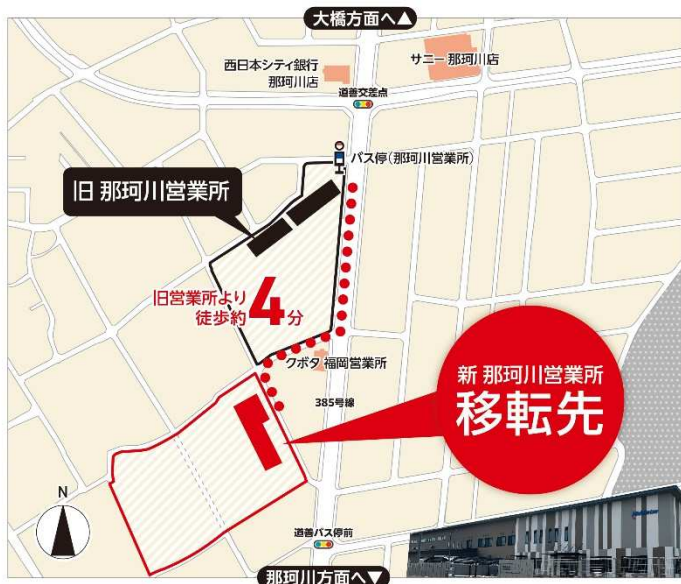 大橋方面へ▲
西日本シティ銀行
那珂川店
サニー 那珂川店
道善交差点
バス停(那珂川営業所)
旧 那珂川営業所
旧営業所より
徒歩約4分
クボタ 福岡営業所
新 那珂川営業所
移転先
385号線
N
道善バス停前
那珂川方面へ▼